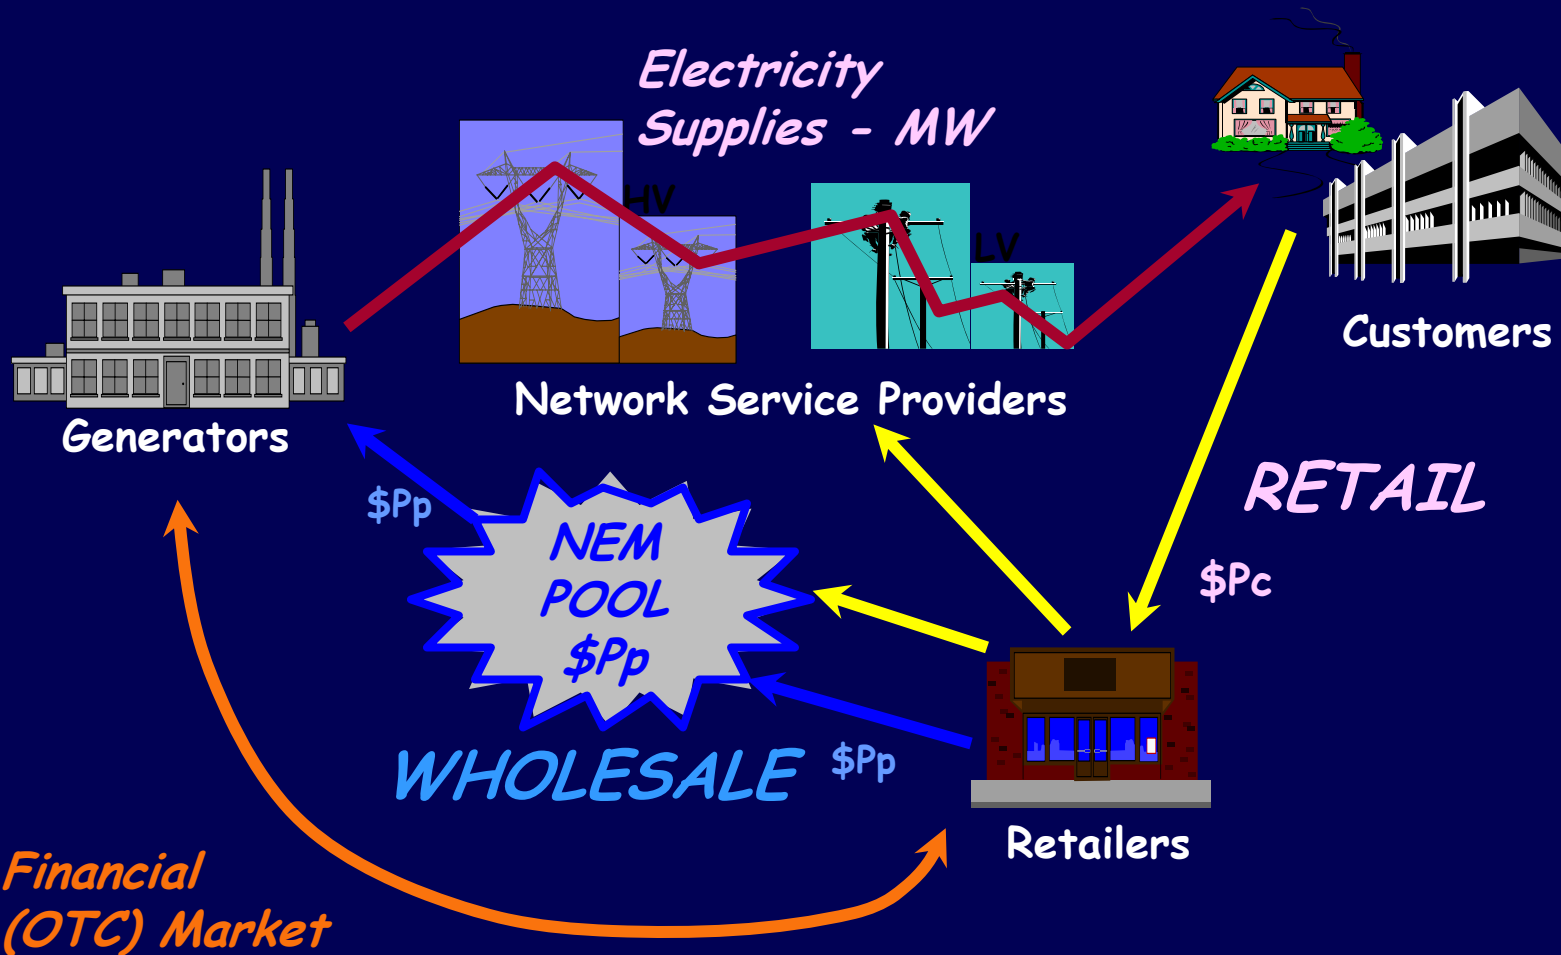 Electricity
Supplies - MW
HV
LV
Customers
Network Service Providers
Generators
RETAIL
$Pp
NEM
POOL
$Pp
$Pc
WHOLESALE
$Pp
Retailers
Financial
(OTC) Market